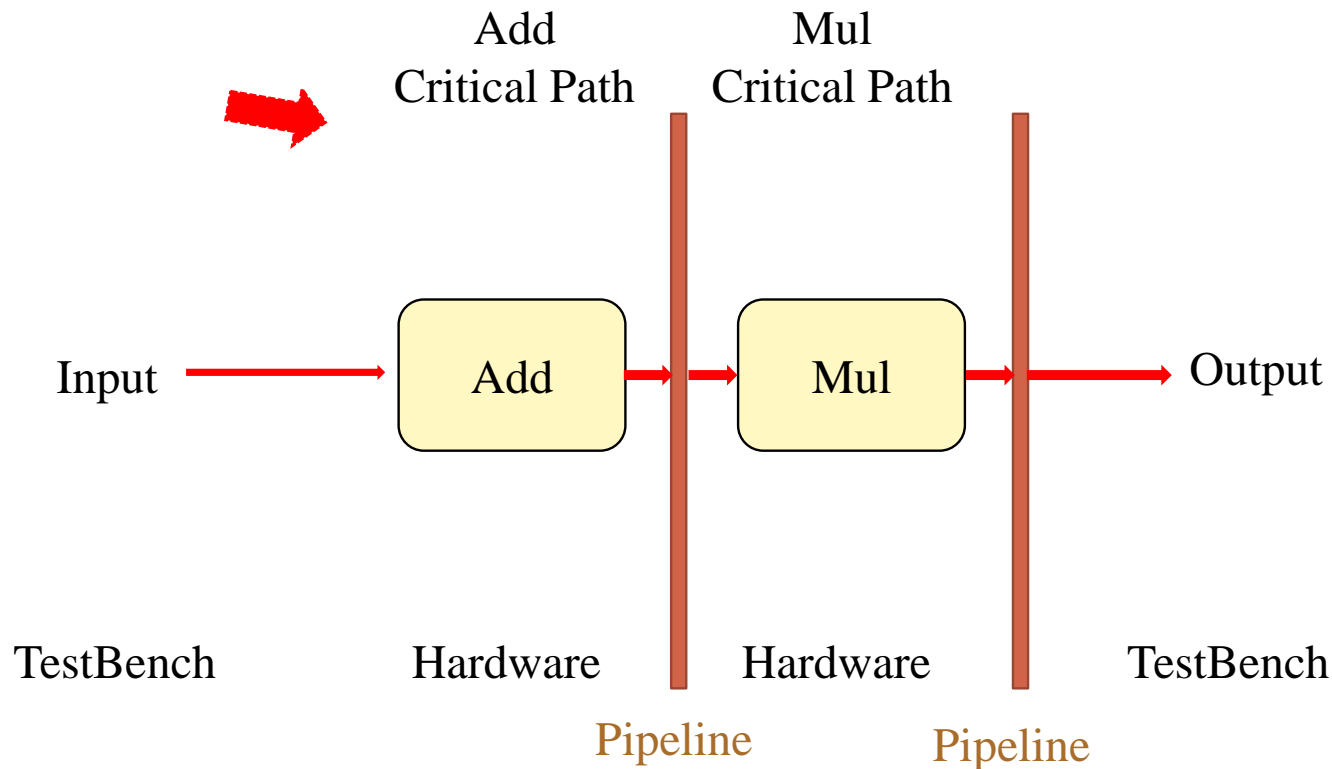 Add
Critical Path
Mul
Critical Path
Input
Add
Mul
Output
TestBench
Hardware
Hardware
TestBench
Pipeline
Pipeline